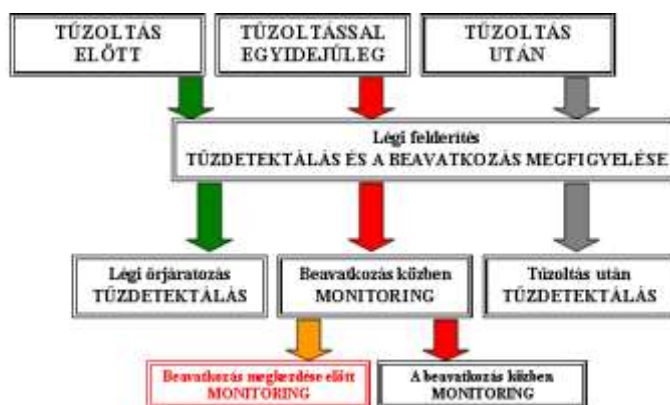 TŰZOLTÁS
ELŐTT
TŰZOLTÁSSAL
EGYIDEJŰLEG
TŰZOLTÁS
UTÁN
Légi felderítés
TŰZDETEKTÁLÁS ÉS A BEAVATKOZÁS MEGFIGYELÉSE
Légi őrjáratozás
TŰZDETEKTÁLÁS
Beavatkozás közben
MONITORING
Tűzoltás után
TŰZDETEKTÁLÁS
Beavatkozás megkezdése előtt
MONITORING
A beavatkozás közben
MONITORING